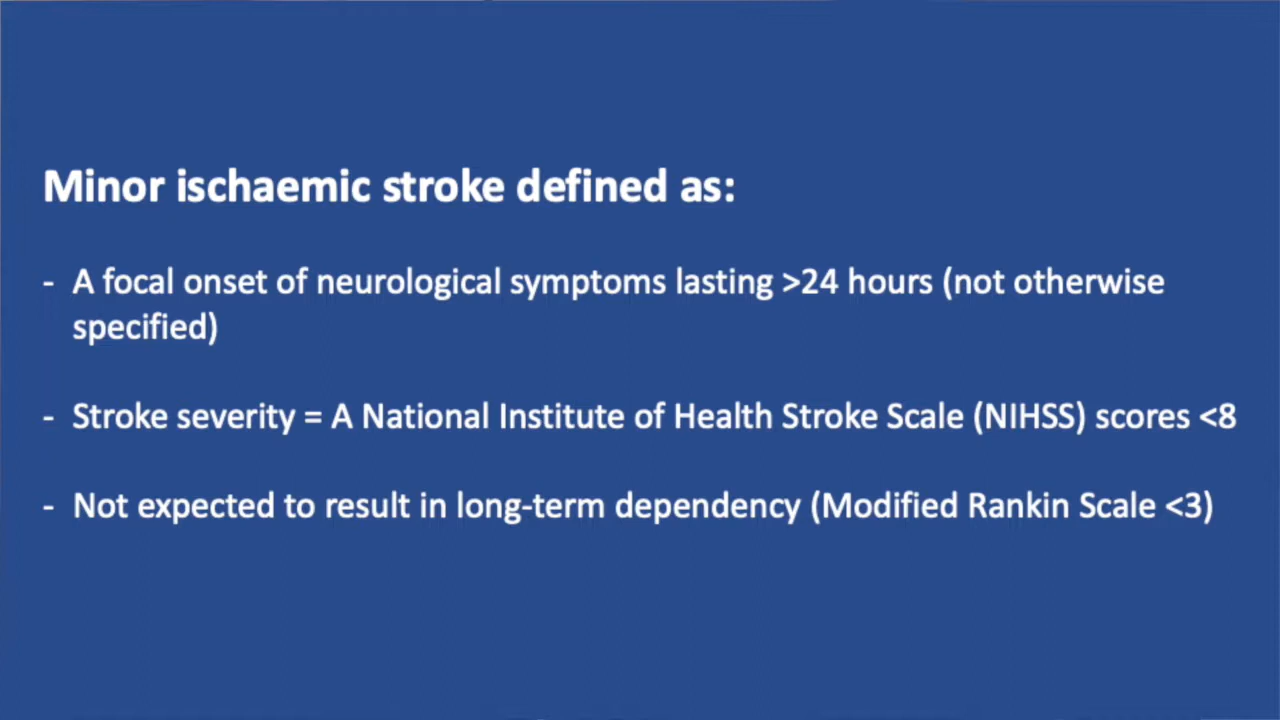 Minor ischaemic stroke defined as:
- A focal onset of neurological symptoms lasting >24 hours (not otherwise
specified)
- Stroke severity = A National Institute of Health Stroke Scale (NIHSS) scores <8
- Not expected to result in long-term dependency (Modified Rankin Scale <3)